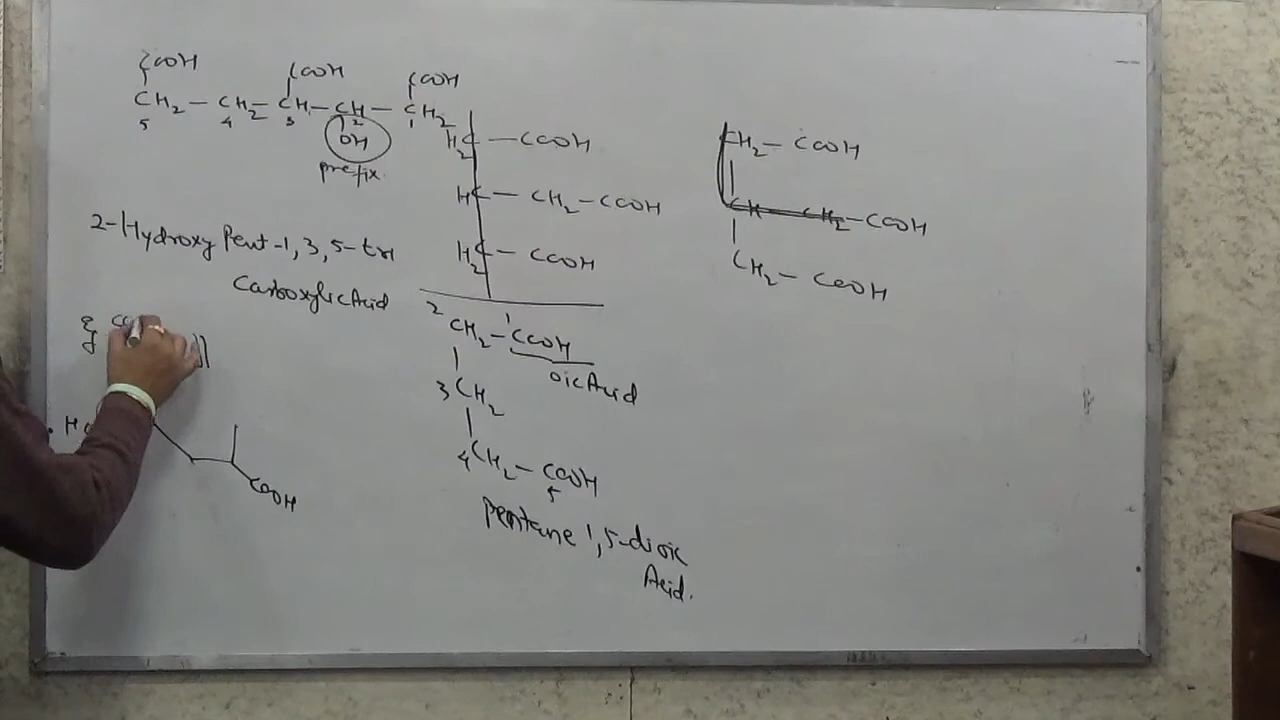 COOH COOH COOH
CH2 — CH2 — CH — CH — CH2
5 4 3 2 1
OH
prefix
2-Hydroxy Pent-1,3,5-tri
Carboxylic Acid
H2C — COOH
HC — CH2 — COOH
H2C — COOH
2 CH2 — COOH 1
oic Acid
3 CH2
4 CH2 — COOH
5
Pentane 1,5-dioic
Acid.
CH2 — COOH
CH — CH2 — COOH
CH2 — COOH
COOH